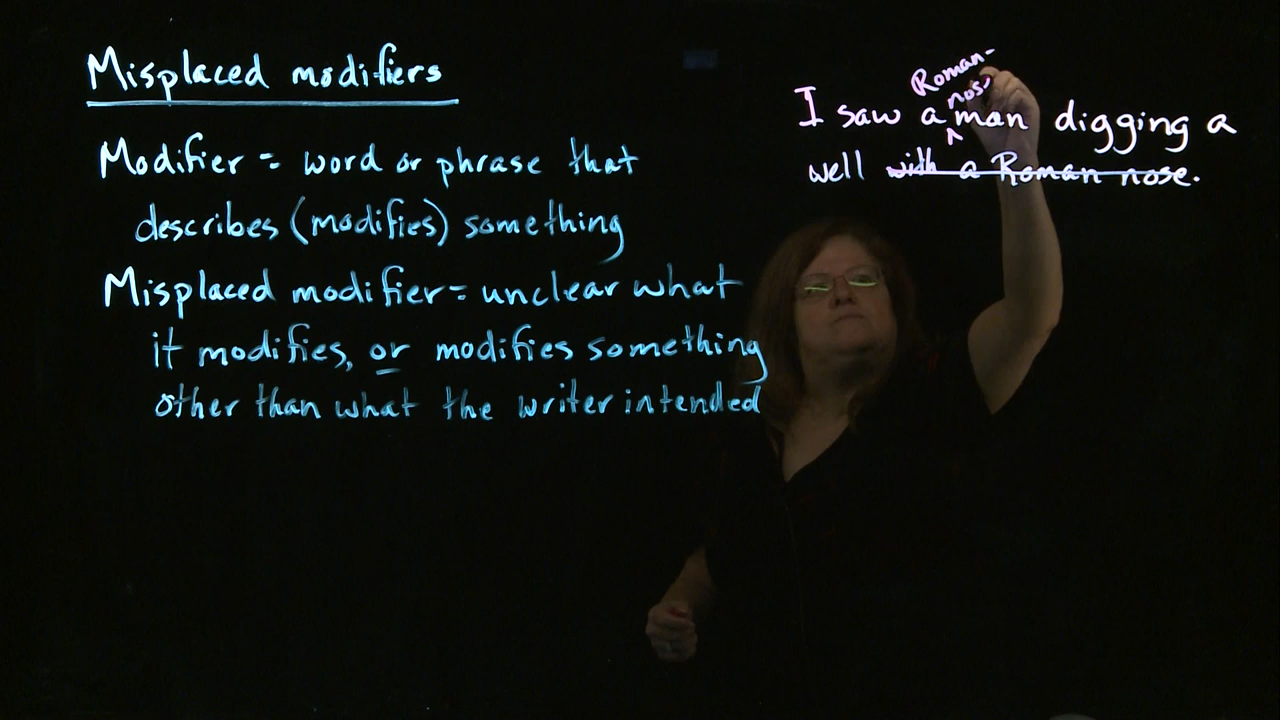 Misplaced modifiers
Modifier = word or phrase that
describes (modifies) something
Misplaced modifier = unclear what
it modifies, or modifies something
other than what the writer intended
Roman-
nos
I saw a ^ man digging a
well with a Roman nose.